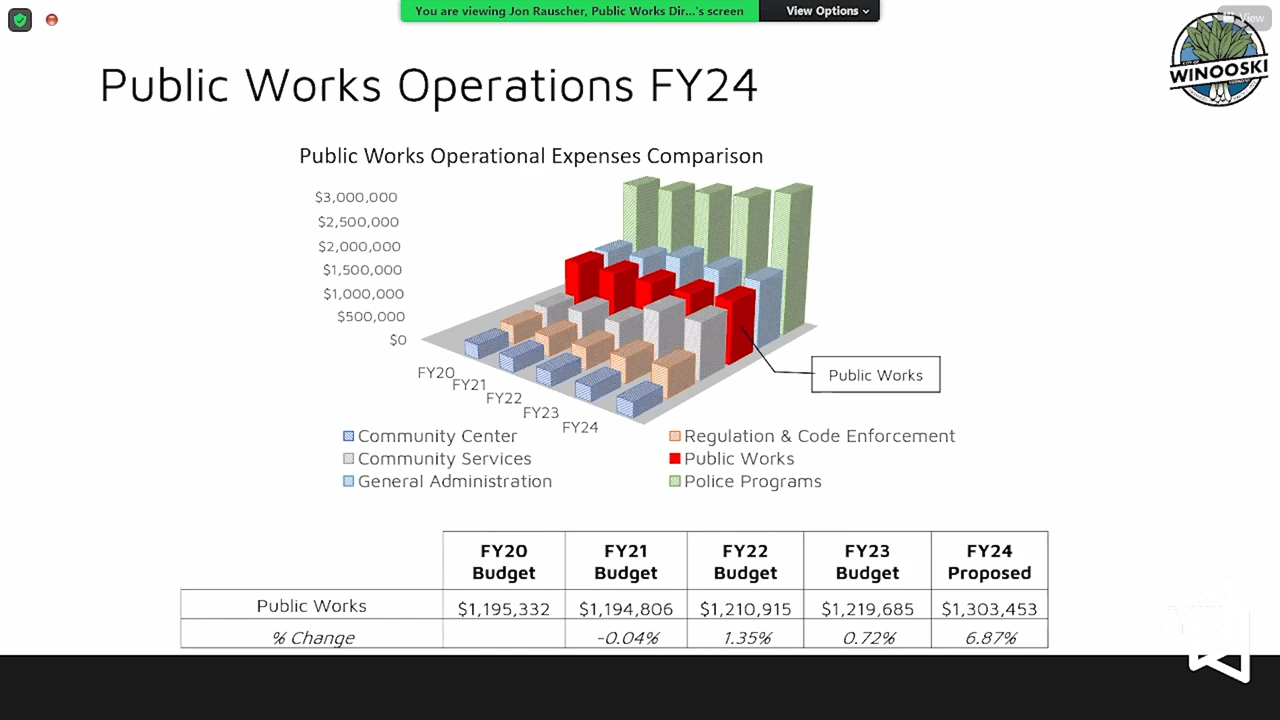 You are viewing Jon Rauscher, Public Works Dir...'s screen
View Options
View
WINOOSKI
Public Works Operations FY24
Public Works Operational Expenses Comparison
$3,000,000
$2,500,000
$2,000,000
$1,500,000
$1,000,000
$500,000
$0
FY20
FY21
FY22
FY23
FY24
Public Works
Community Center
Regulation & Code Enforcement
Community Services
Public Works
General Administration
Police Programs
FY20 Budget FY21 Budget FY22 Budget FY23 Budget FY24 Proposed
Public Works $1,195,332 $1,194,806 $1,210,915 $1,219,685 $1,303,453
% Change -0.04% 1.35% 0.72% 6.87%